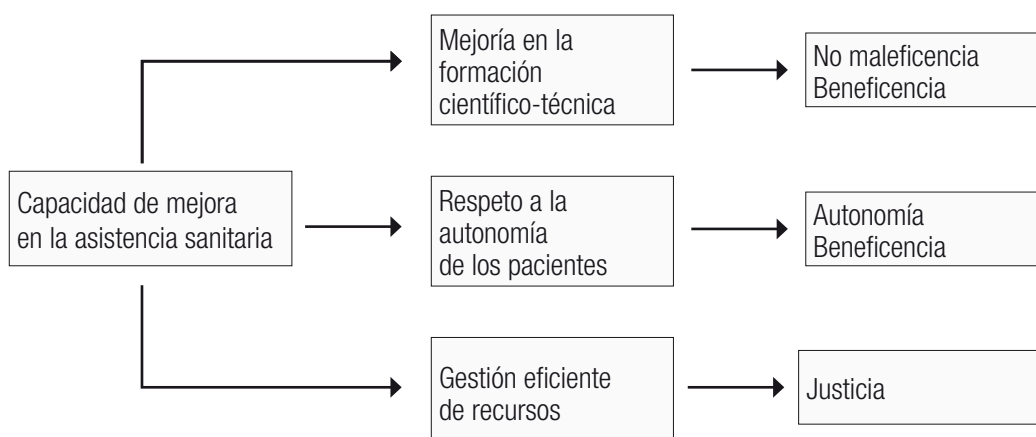 Mejoría en la
formación
científico-técnica
No maleficencia
Beneficencia
Capacidad de mejora
en la asistencia sanitaria
Respeto a la
autonomía
de los pacientes
Autonomía
Beneficencia
Gestión eficiente
de recursos
Justicia